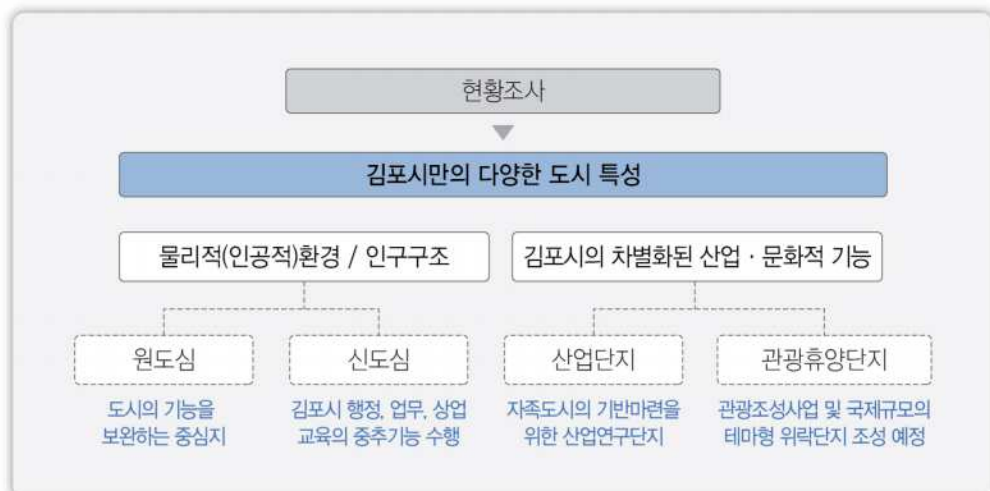 현황조사
김포시만의 다양한 도시 특성
물리적(인공적)환경 / 인구구조
김포시의 차별화된 산업 · 문화적 기능
원도심
신도심
산업단지
관광휴양단지
도시의 기능을
보완하는 중심지
김포시 행정, 업무, 상업
교육의 중추기능 수행
자족도시의 기반마련을
위한 산업연구단지
관광조성사업 및 국제규모의
테마형 위락단지 조성 예정